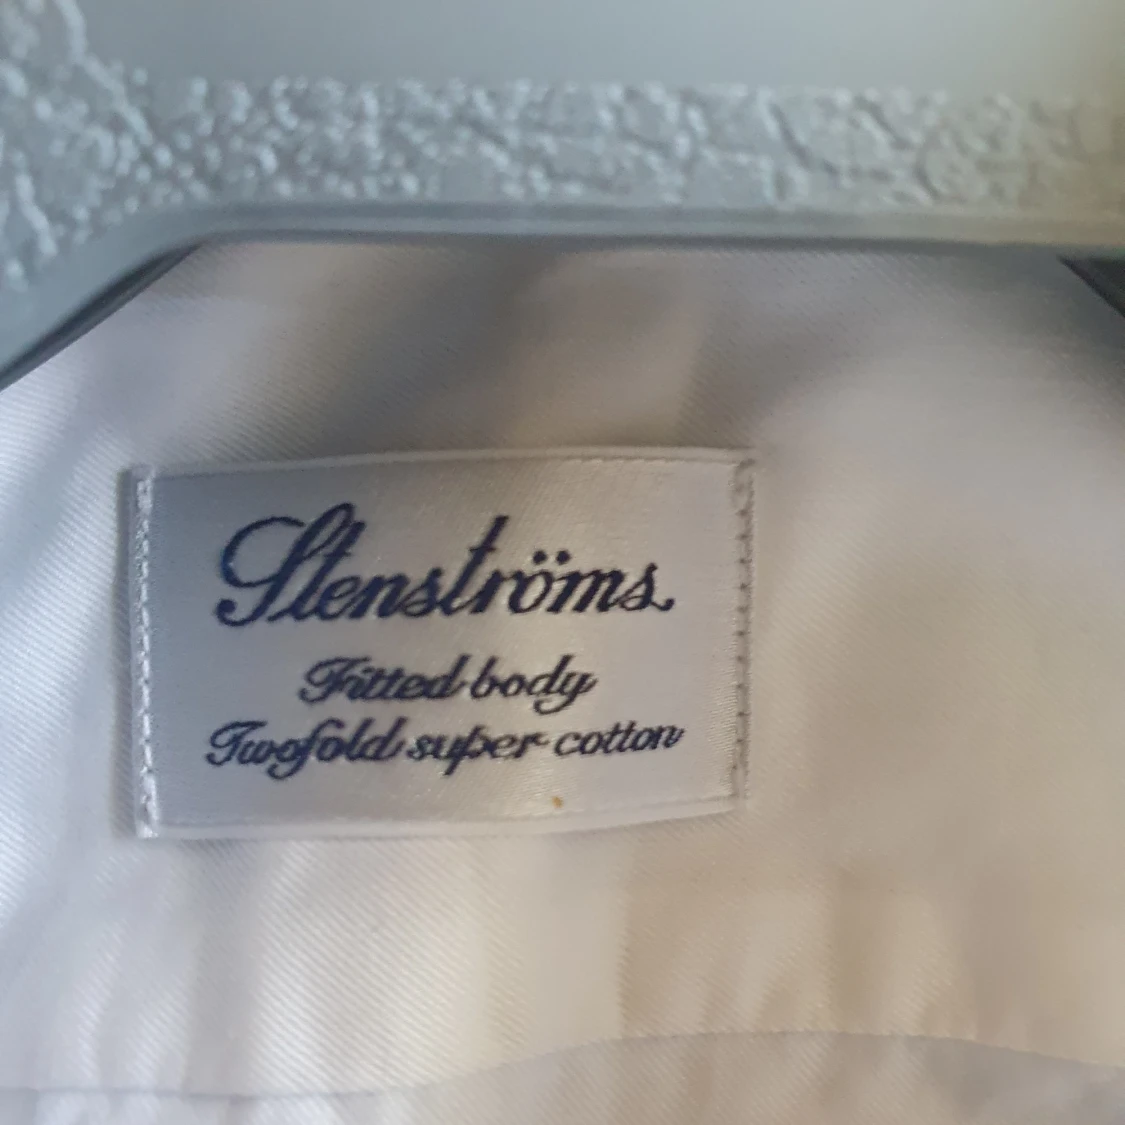 Stenströms
Fitted body
Twofold super cotton